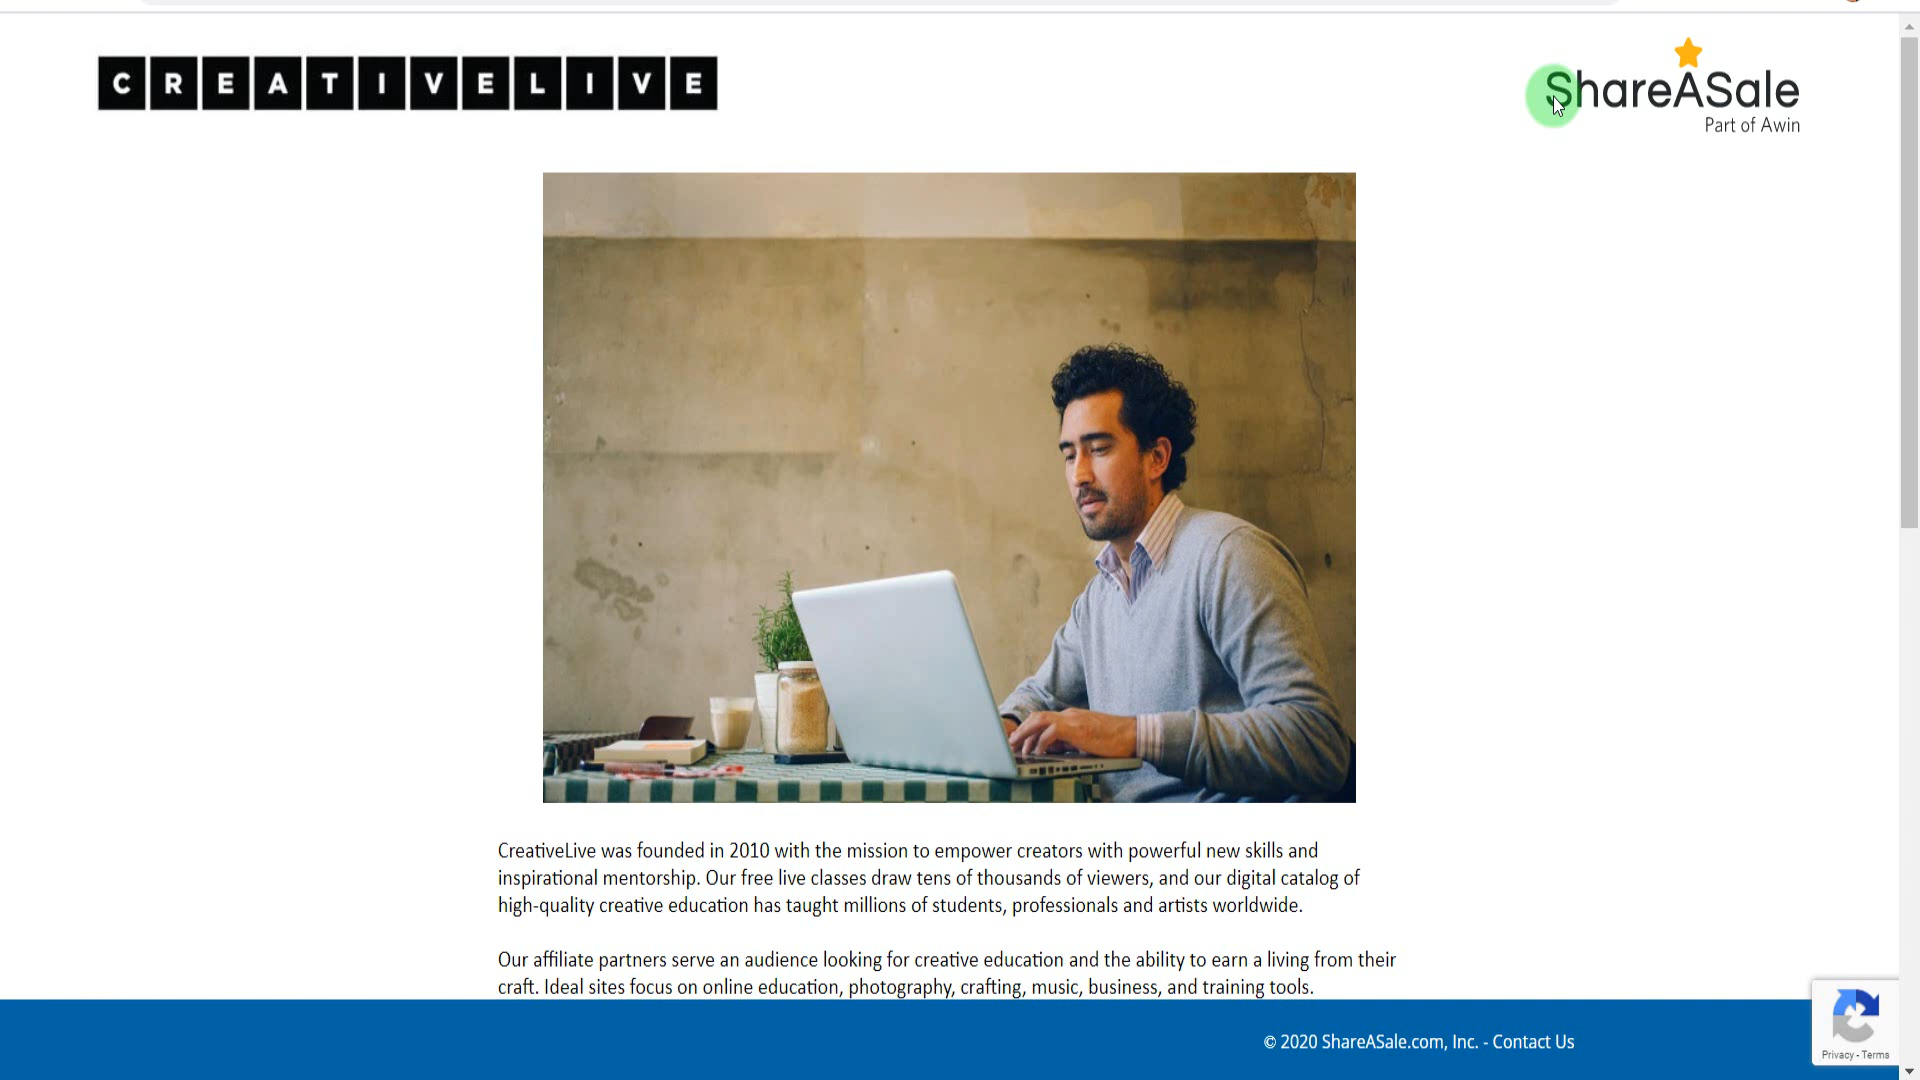 CREATIVELIVE
ShareASale
Part of Awin
CreativeLive was founded in 2010 with the mission to empower creators with powerful new skills and
inspirational mentorship. Our free live classes draw tens of thousands of viewers, and our digital catalog of
high-quality creative education has taught millions of students, professionals and artists worldwide.
Our affiliate partners serve an audience looking for creative education and the ability to earn a living from their
craft. Ideal sites focus on online education, photography, crafting, music, business, and training tools.
© 2020 ShareASale.com, Inc. - Contact Us
Privacy - Terms